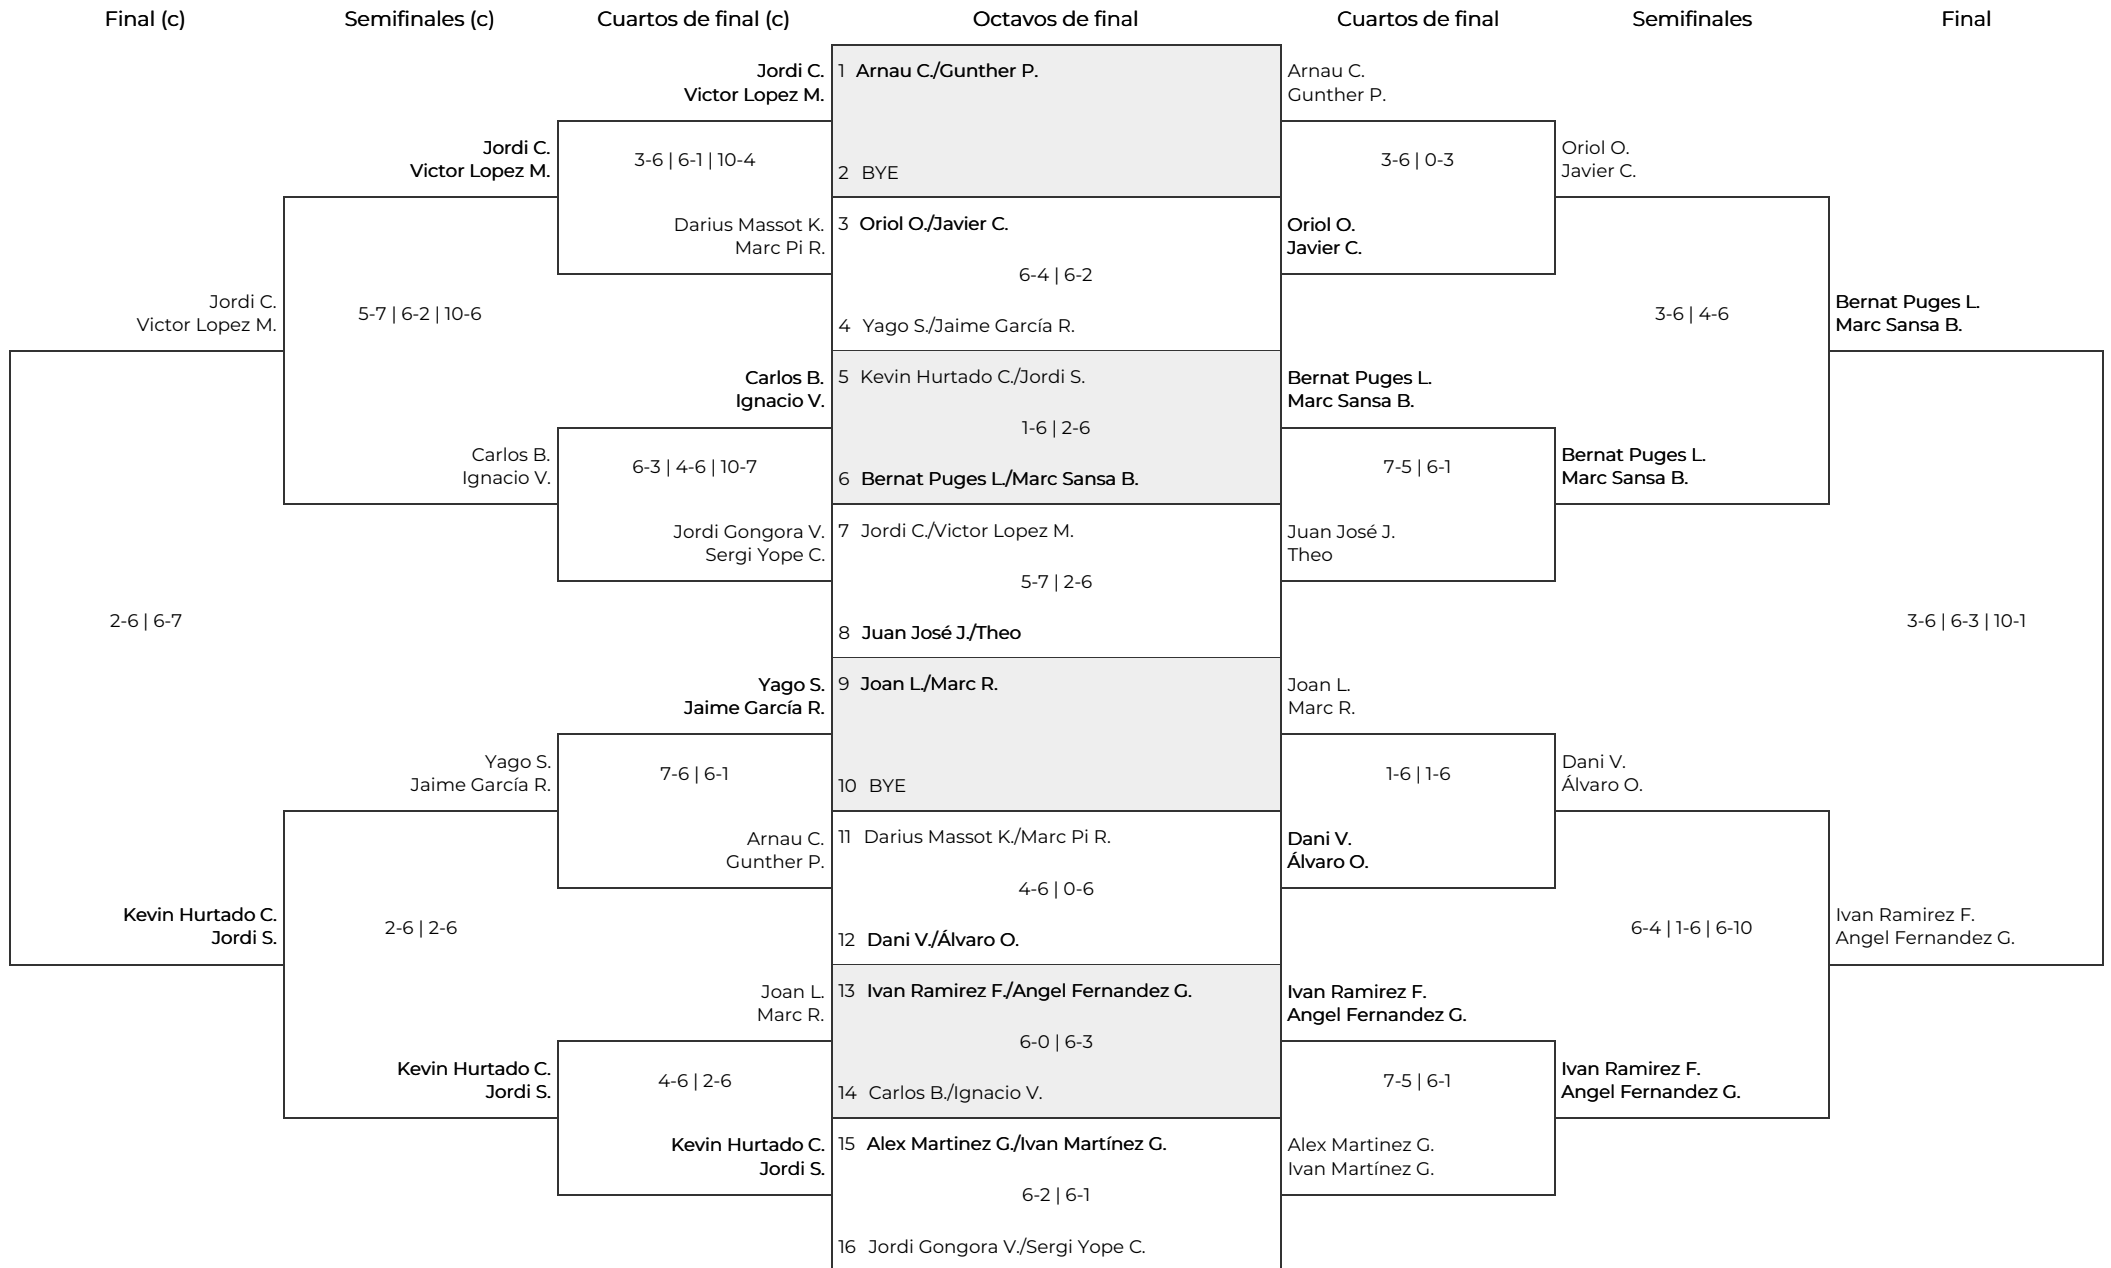 Final (c)
Semifinales (c)
Cuartos de final (c)
Octavos de final
Cuartos de final
Semifinales
Final
Jordi C.
Victor Lopez M.
2-6 | 6-7
Kevin Hurtado C.
Jordi S.
Jordi C.
Victor Lopez M.
5-7 | 6-2 | 10-6
Carlos B.
Ignacio V.
Yago S.
Jaime García R.
2-6 | 2-6
Kevin Hurtado C.
Jordi S.
Jordi C.
Victor Lopez M.
3-6 | 6-1 | 10-4
Darius Massot K.
Marc Pi R.
Carlos B.
Ignacio V.
6-3 | 4-6 | 10-7
Jordi Gongora V.
Sergi Yope C.
Yago S.
Jaime García R.
7-6 | 6-1
Arnau C.
Gunther P.
Joan L.
Marc R.
4-6 | 2-6
Kevin Hurtado C.
Jordi S.
1 Arnau C./Gunther P.
2 BYE
3 Oriol O./Javier C.
6-4 | 6-2
4 Yago S./Jaime García R.
5 Kevin Hurtado C./Jordi S.
1-6 | 2-6
6 Bernat Puges L./Marc Sansa B.
7 Jordi C./Victor Lopez M.
5-7 | 2-6
8 Juan José J./Theo
9 Joan L./Marc R.
10 BYE
11 Darius Massot K./Marc Pi R.
4-6 | 0-6
12 Dani V./Álvaro O.
13 Ivan Ramirez F./Angel Fernandez G.
6-0 | 6-3
14 Carlos B./Ignacio V.
15 Alex Martinez G./Ivan Martínez G.
6-2 | 6-1
16 Jordi Gongora V./Sergi Yope C.
Arnau C.
Gunther P.
3-6 | 0-3
Oriol O.
Javier C.
Bernat Puges L.
Marc Sansa B.
7-5 | 6-1
Juan José J.
Theo
Joan L.
Marc R.
1-6 | 1-6
Dani V.
Álvaro O.
Ivan Ramirez F.
Angel Fernandez G.
7-5 | 6-1
Alex Martinez G.
Ivan Martínez G.
Oriol O.
Javier C.
3-6 | 4-6
Bernat Puges L.
Marc Sansa B.
Dani V.
Álvaro O.
6-4 | 1-6 | 6-10
Ivan Ramirez F.
Angel Fernandez G.
Bernat Puges L.
Marc Sansa B.
3-6 | 6-3 | 10-1
Ivan Ramirez F.
Angel Fernandez G.